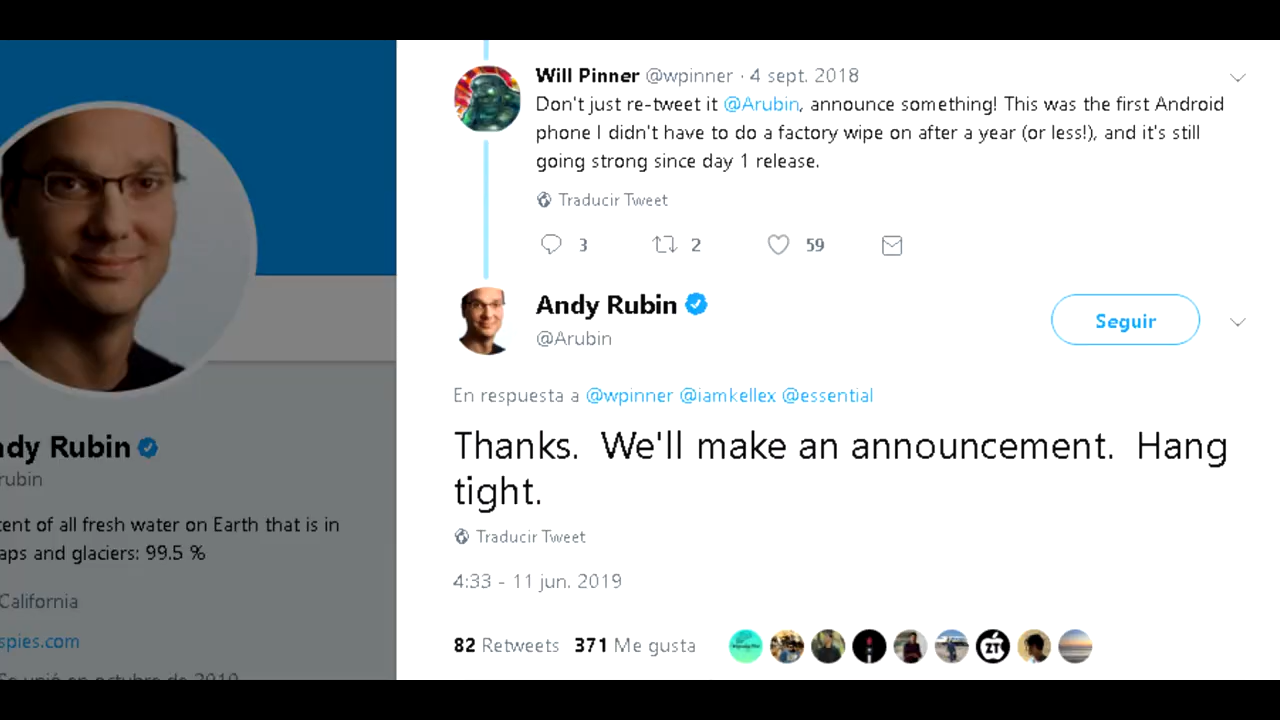 Will Pinner @wpinner · 4 sept. 2018
Don't just re-tweet it @Arubin, announce something! This was the first Android
phone I didn't have to do a factory wipe on after a year (or less!), and it's still
going strong since day 1 release.
Traducir Tweet
3 2 59
Andy Rubin
@Arubin
Seguir
En respuesta a @wpinner @iamkellex @essential
Thanks. We'll make an announcement. Hang
tight.
Traducir Tweet
4:33 - 11 jun. 2019
82 Retweets 371 Me gusta
ZT
ndy Rubin
rubin
cent of all fresh water on Earth that is in
aps and glaciers: 99.5 %
California
spies.com